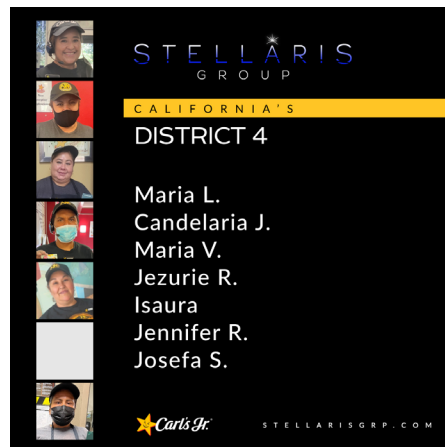 STELLARIS
GROUP
CALIFORNIA'S
DISTRICT 4
Maria L.
Candelaria J.
Maria V.
Jezurie R.
Isaura
Jennifer R.
Josefa S.
Carl's Jr.
STELLARISGRP.COM